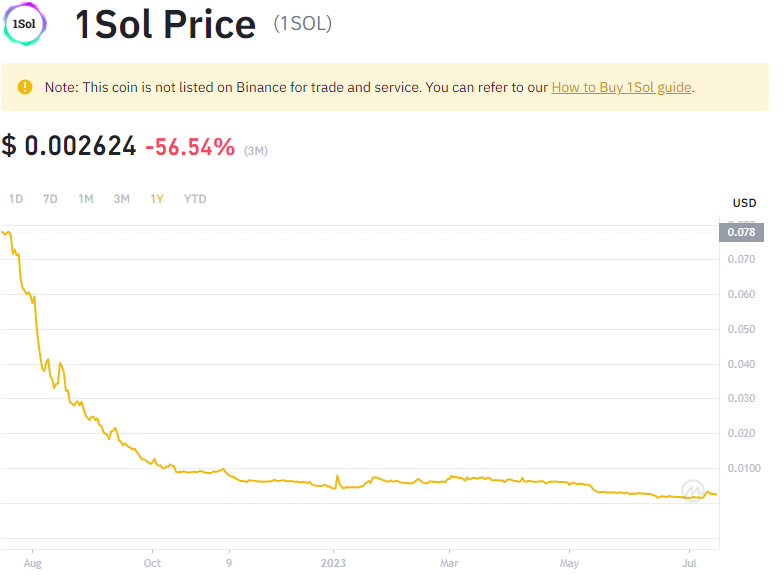 1Sol
1Sol Price (1SOL)
Note: This coin is not listed on Binance for trade and service. You can refer to our How to Buy 1Sol guide.
$ 0.002624 -56.54% (3M)
1D 7D 1M 3M 1Y YTD
USD
0.078
0.070
0.060
0.050
0.040
0.030
0.020
0.0100
Aug Oct 9 2023 Mar May Jul